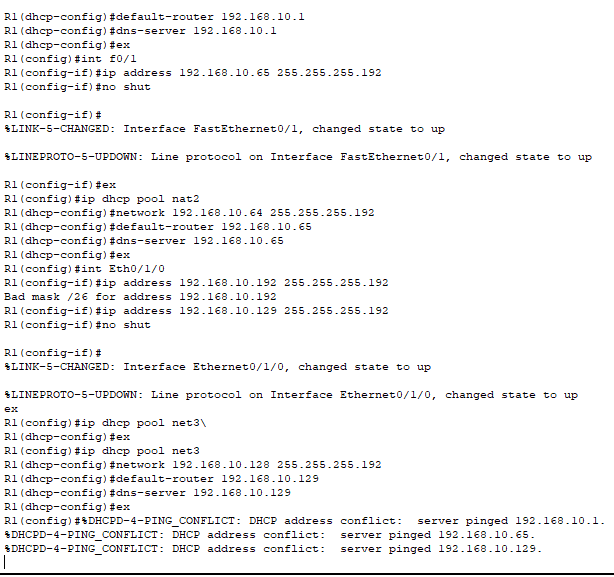 R1(dhcp-config)#default-router 192.168.10.1
R1(dhcp-config)#dns-server 192.168.10.1
R1(dhcp-config)#ex
R1(config)#int f0/1
R1(config-if)#ip address 192.168.10.65 255.255.255.192
R1(config-if)#no shut
R1(config-if)#
%LINK-5-CHANGED: Interface FastEthernet0/1, changed state to up
%LINEPROTO-5-UPDOWN: Line protocol on Interface FastEthernet0/1, changed state to up
R1(config-if)#ex
R1(config)#ip dhcp pool nat2
R1(dhcp-config)#network 192.168.10.64 255.255.255.192
R1(dhcp-config)#default-router 192.168.10.65
R1(dhcp-config)#dns-server 192.168.10.65
R1(dhcp-config)#ex
R1(config)#int Eth0/1/0
R1(config-if)#ip address 192.168.10.192 255.255.255.192
Bad mask /26 for address 192.168.10.192
R1(config-if)#ip address 192.168.10.129 255.255.255.192
R1(config-if)#no shut
R1(config-if)#
%LINK-5-CHANGED: Interface Ethernet0/1/0, changed state to up
%LINEPROTO-5-UPDOWN: Line protocol on Interface Ethernet0/1/0, changed state to up
ex
R1(config)#ip dhcp pool net3\
R1(dhcp-config)#ex
R1(config)#ip dhcp pool net3
R1(dhcp-config)#network 192.168.10.128 255.255.255.192
R1(dhcp-config)#default-router 192.168.10.129
R1(dhcp-config)#dns-server 192.168.10.129
R1(dhcp-config)#ex
R1(config)#%DHCPD-4-PING_CONFLICT: DHCP address conflict:  server pinged 192.168.10.1.
%DHCPD-4-PING_CONFLICT: DHCP address conflict:  server pinged 192.168.10.65.
%DHCPD-4-PING_CONFLICT: DHCP address conflict:  server pinged 192.168.10.129.